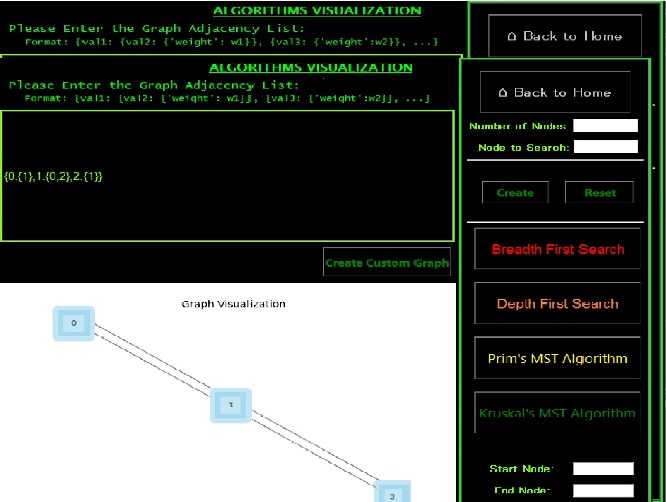 ALGORITHMS VISUALIZATION
Please Enter the Graph Adjacency List:
Format: {val1: {val2: {'weight': w1}}, {val3: {'weight':w2}}, ...}
⌂ Back to Home
ALGORITHMS VISUALIZATION
Please Enter the Graph Adjacency List:
Format: {val1: {val2: {'weight': w1}}, {val3: {'weight':w2}}, ...}
{0.{1},1.{0,2},2.{1}}
Create Custom Graph
Graph Visualization
0
1
2
⌂ Back to Home
Number of Nodes:
Node to Search:
Create
Reset
Breadth First Search
Depth First Search
Prim's MST Algorithm
Kruskal's MST Algorithm
Start Node:
End Node: